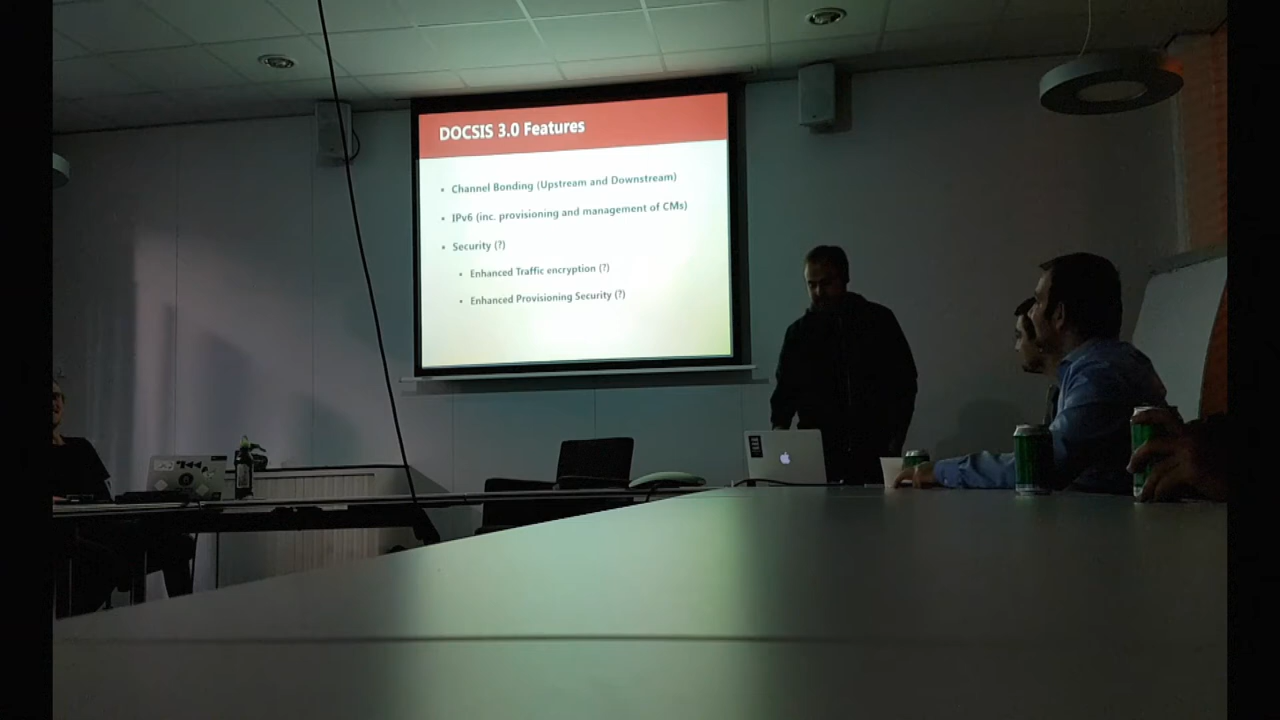 DOCSIS 3.0 Features
• Channel Bonding (Upstream and Downstream)
• IPv6 (inc. provisioning and management of CMs)
• Security (?)
• Enhanced Traffic encryption (?)
• Enhanced Provisioning Security (?)